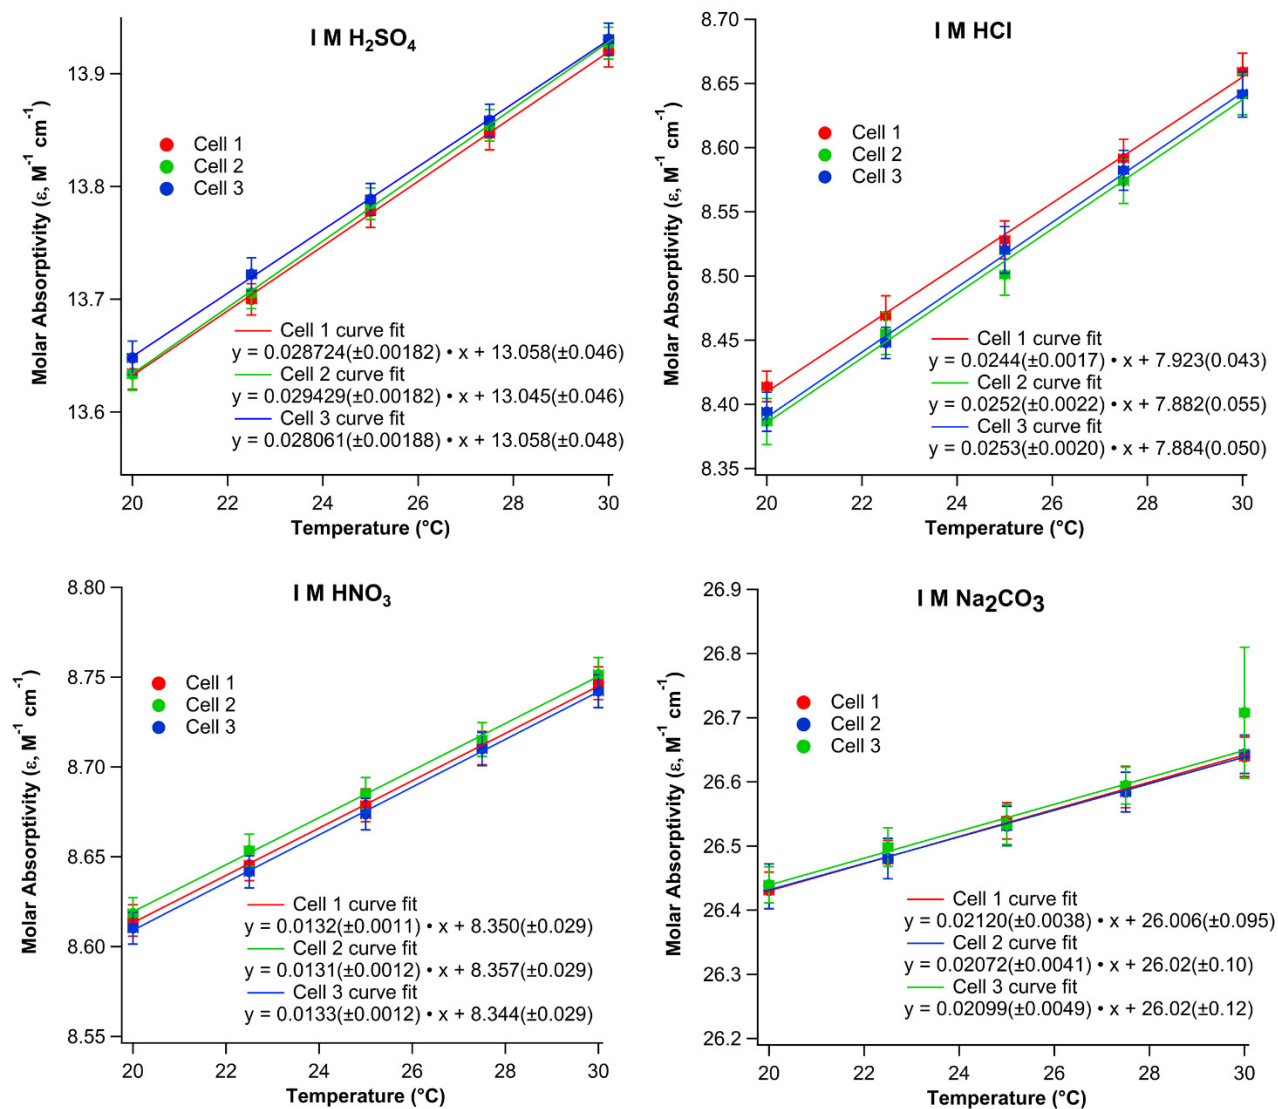 I M H₂SO₄
Molar Absorptivity (ε, M⁻¹ cm⁻¹)
13.9
13.8
13.7
13.6
Cell 1
Cell 2
Cell 3
Cell 1 curve fit
y = 0.028724(±0.00182) • x + 13.058(±0.046)
Cell 2 curve fit
y = 0.029429(±0.00182) • x + 13.045(±0.046)
Cell 3 curve fit
y = 0.028061(±0.00188) • x + 13.058(±0.048)
20 22 24 26 28 30
Temperature (°C)
I M HCl
Molar Absorptivity (ε, M⁻¹ cm⁻¹)
8.70
8.65
8.60
8.55
8.50
8.45
8.40
8.35
Cell 1
Cell 2
Cell 3
Cell 1 curve fit
y = 0.0244(±0.0017) • x + 7.923(0.043)
Cell 2 curve fit
y = 0.0252(±0.0022) • x + 7.882(0.055)
Cell 3 curve fit
y = 0.0253(±0.0020) • x + 7.884(0.050)
20 22 24 26 28 30
Temperature (°C)
I M HNO₃
Molar Absorptivity (ε, M⁻¹ cm⁻¹)
8.80
8.75
8.70
8.65
8.60
8.55
Cell 1
Cell 2
Cell 3
Cell 1 curve fit
y = 0.0132(±0.0011) • x + 8.350(±0.029)
Cell 2 curve fit
y = 0.0131(±0.0012) • x + 8.357(±0.029)
Cell 3 curve fit
y = 0.0133(±0.0012) • x + 8.344(±0.029)
20 22 24 26 28 30
Temperature (°C)
I M Na₂CO₃
Molar Absorptivity (ε, M⁻¹ cm⁻¹)
26.9
26.8
26.7
26.6
26.5
26.4
26.3
26.2
Cell 1
Cell 2
Cell 3
Cell 1 curve fit
y = 0.02120(±0.0038) • x + 26.006(±0.095)
Cell 2 curve fit
y = 0.02072(±0.0041) • x + 26.02(±0.10)
Cell 3 curve fit
y = 0.02099(±0.0049) • x + 26.02(±0.12)
20 22 24 26 28 30
Temperature (°C)